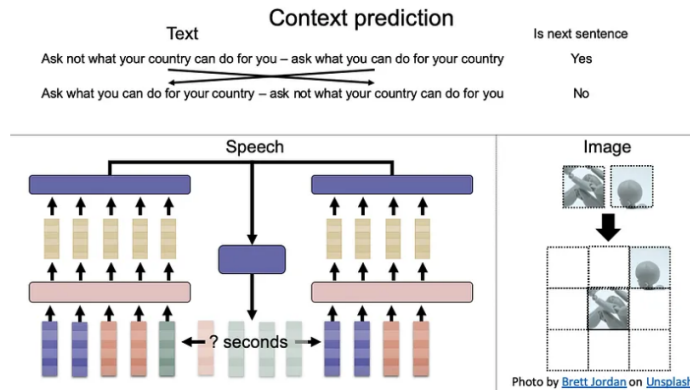 Context prediction
Text
Is next sentence
Ask not what your country can do for you – ask what you can do for your country
Yes
Ask what you can do for your country – ask not what your country can do for you
No
Speech
Image
? seconds
Photo by Brett Jordan on Unsplash